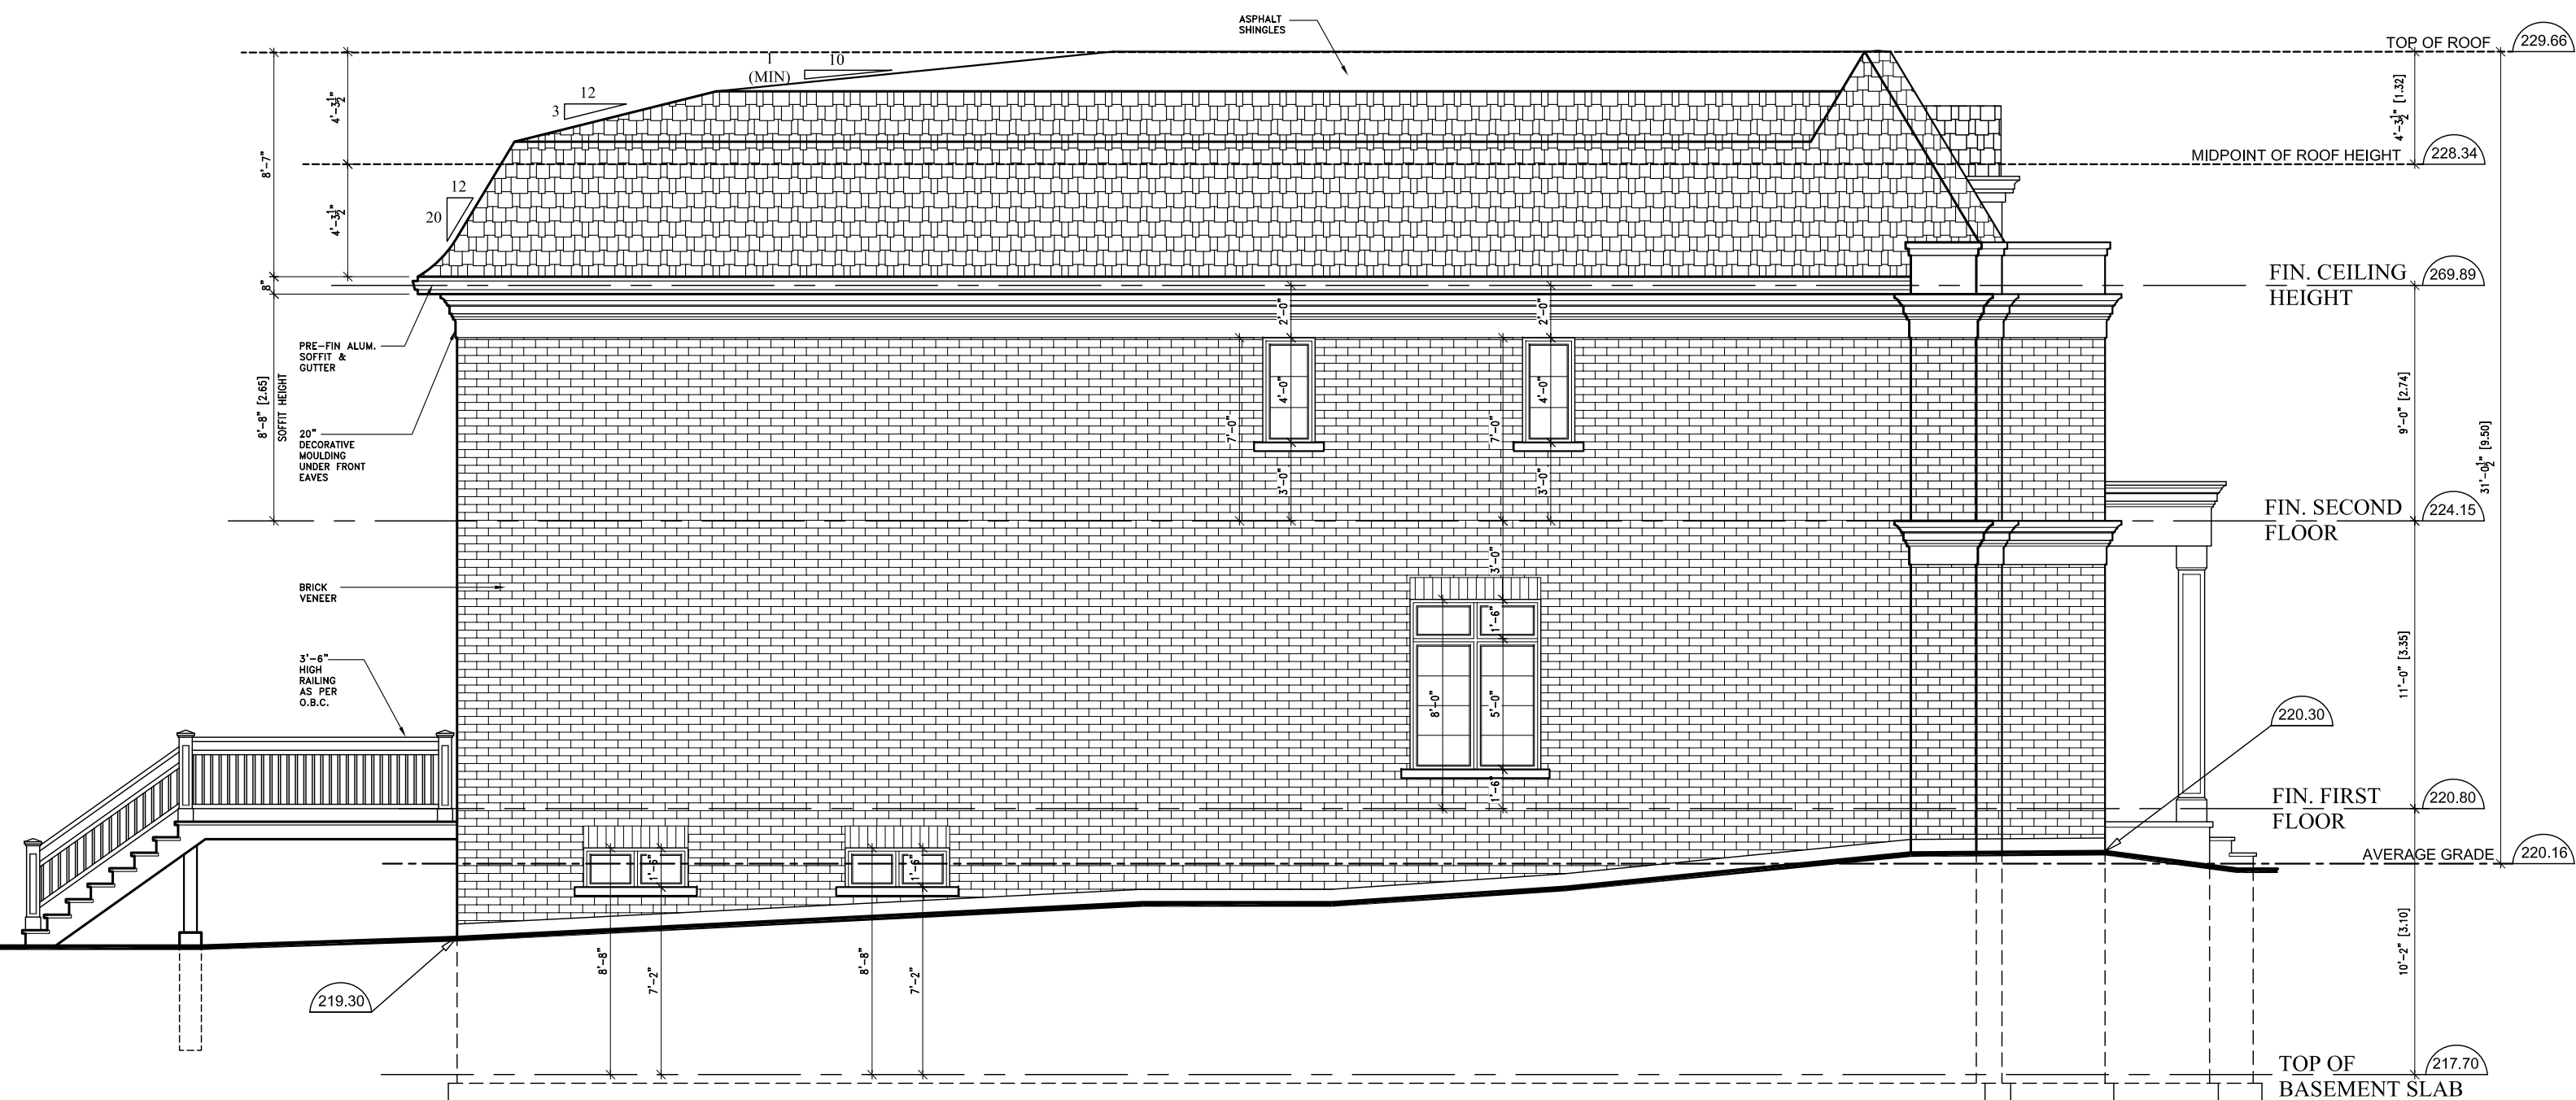 ASPHALT
SHINGLES
TOP OF ROOF 229.66
1
(MIN)
10
12
3
4'-3½"
4'-3½" [1.32]
8'-7"
MIDPOINT OF ROOF HEIGHT 228.34
12
20
4'-3½"
8"
FIN. CEILING 269.89
HEIGHT
2'-0"
2'-0"
PRE-FIN ALUM.
SOFFIT &
GUTTER
8'-8" [2.65]
SOFFIT HEIGHT
20"
DECORATIVE
MOULDING
UNDER FRONT
EAVES
7'-0"
4'-0"
3'-0"
7'-0"
4'-0"
3'-0"
9'-0" [2.74]
31'-0½" [9.50]
FIN. SECOND 224.15
FLOOR
3'-0"
BRICK
VENEER
1'-6"
8'-0"
5'-0"
1'-6"
11'-0" [3.35]
3'-6"
HIGH
RAILING
AS PER
O.B.C.
220.30
FIN. FIRST 220.80
FLOOR
AVERAGE GRADE 220.16
1'-6"
1'-6"
8'-8"
7'-2"
8'-8"
7'-2"
10'-2" [3.10]
219.30
TOP OF 217.70
BASEMENT SLAB